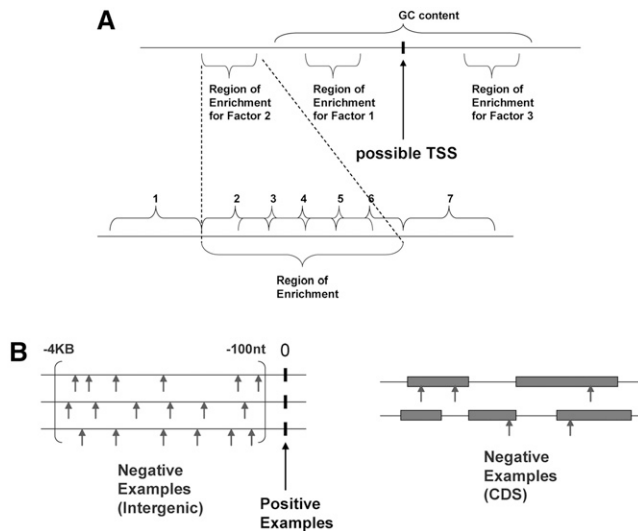 A
GC content
Region of
Enrichment
for Factor 2
Region of
Enrichment
for Factor 1
Region of
Enrichment
for Factor 3
possible TSS
1 2 3 4 5 6 7
Region of
Enrichment
B
-4KB -100nt 0
Negative
Examples
(Intergenic)
Positive
Examples
Negative
Examples
(CDS)